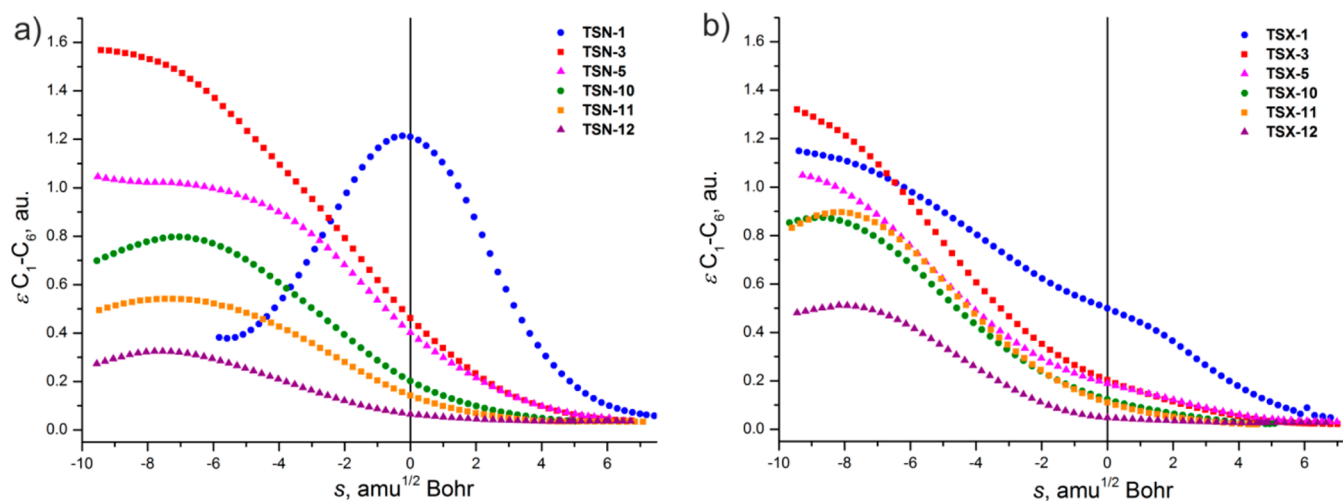 a)
TSN-1
TSN-3
TSN-5
TSN-10
TSN-11
TSN-12
ε C₁-C₆, au.
1.6
1.4
1.2
1.0
0.8
0.6
0.4
0.2
0.0
-10 -8 -6 -4 -2 0 2 4 6
s, amu^1/2 Bohr
b)
TSX-1
TSX-3
TSX-5
TSX-10
TSX-11
TSX-12
ε C₁-C₆, au.
1.6
1.4
1.2
1.0
0.8
0.6
0.4
0.2
0.0
-10 -8 -6 -4 -2 0 2 4 6
s, amu^1/2 Bohr